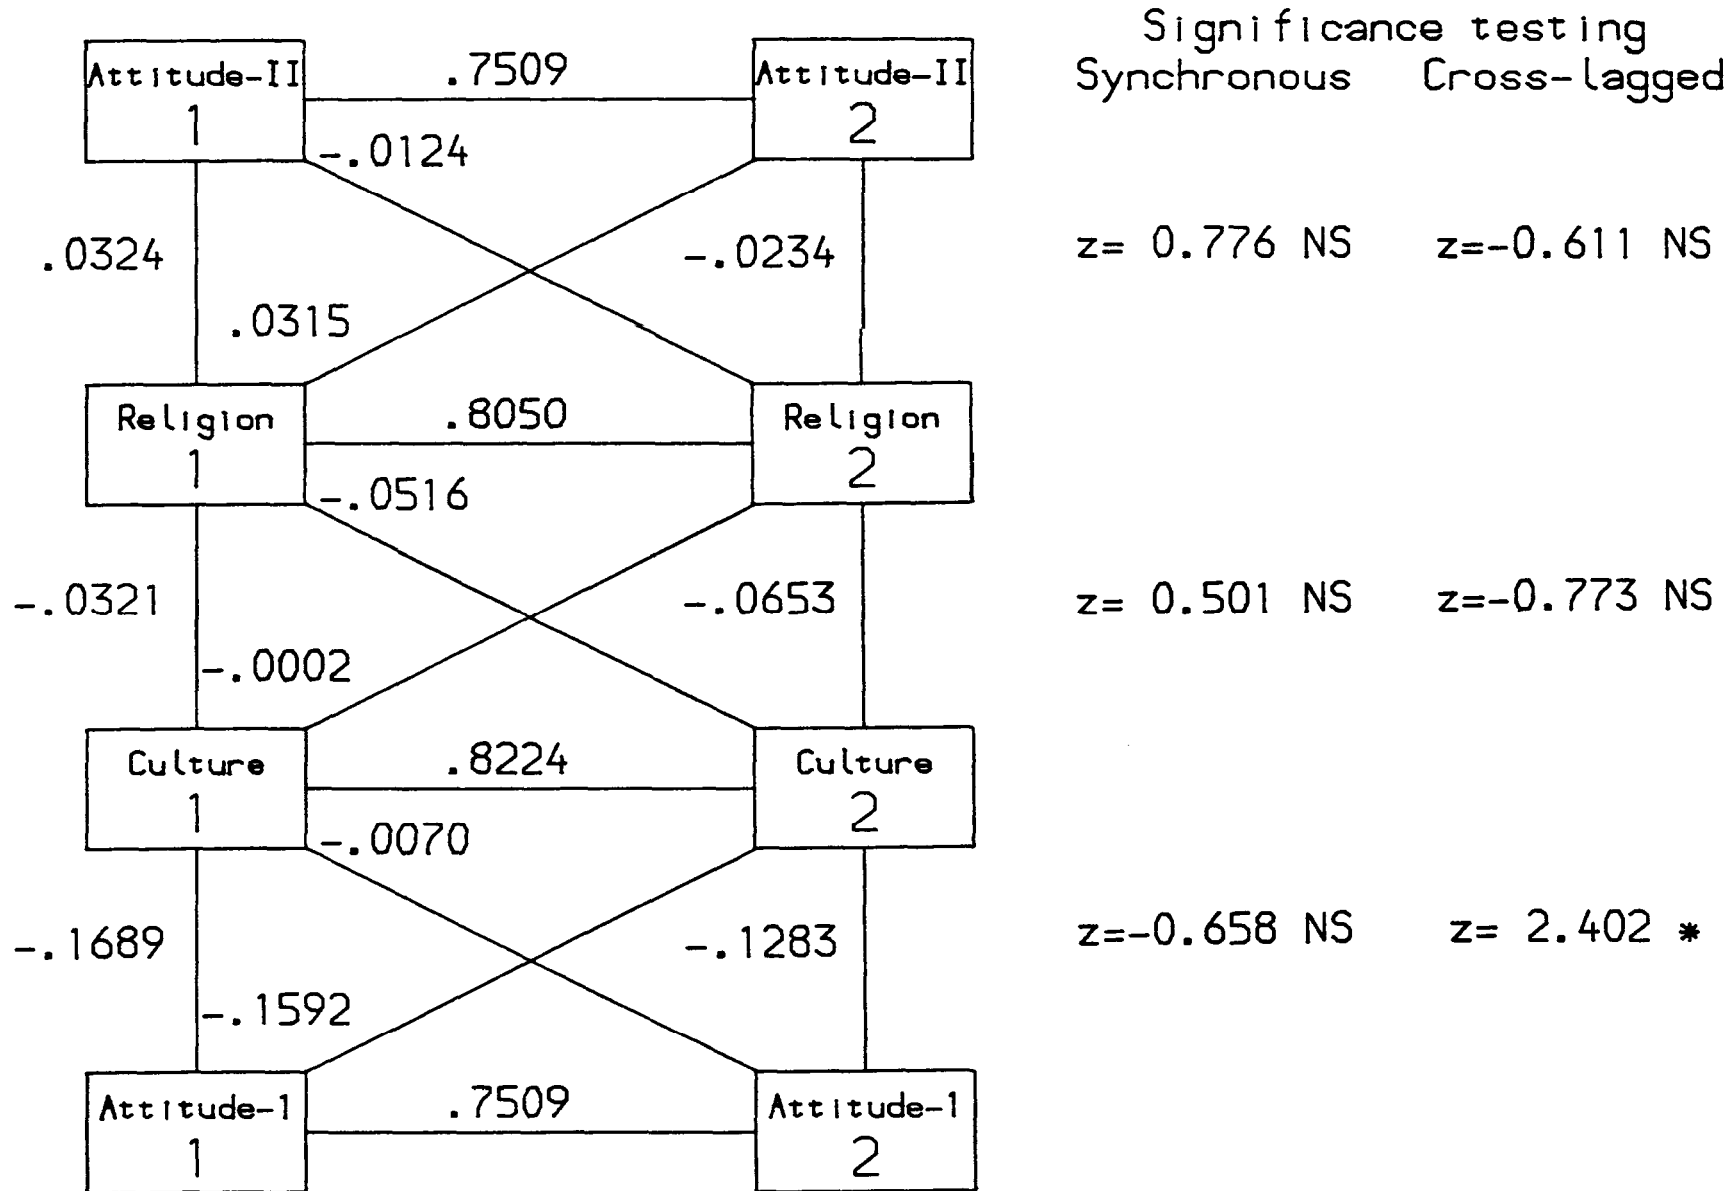 Significance testing
Synchronous Cross-lagged
Attitude-II .7509 Attitude-II
1 2
-.0124
.0324 -.0234 z= 0.776 NS z=-0.611 NS
.0315
Religion .8050 Religion
1 2
-.0516
-.0321 -.0653 z= 0.501 NS z=-0.773 NS
-.0002
Culture .8224 Culture
1 2
-.0070
-.1689 -.1283 z=-0.658 NS z= 2.402 *
-.1592
Attitude-1 .7509 Attitude-1
1 2